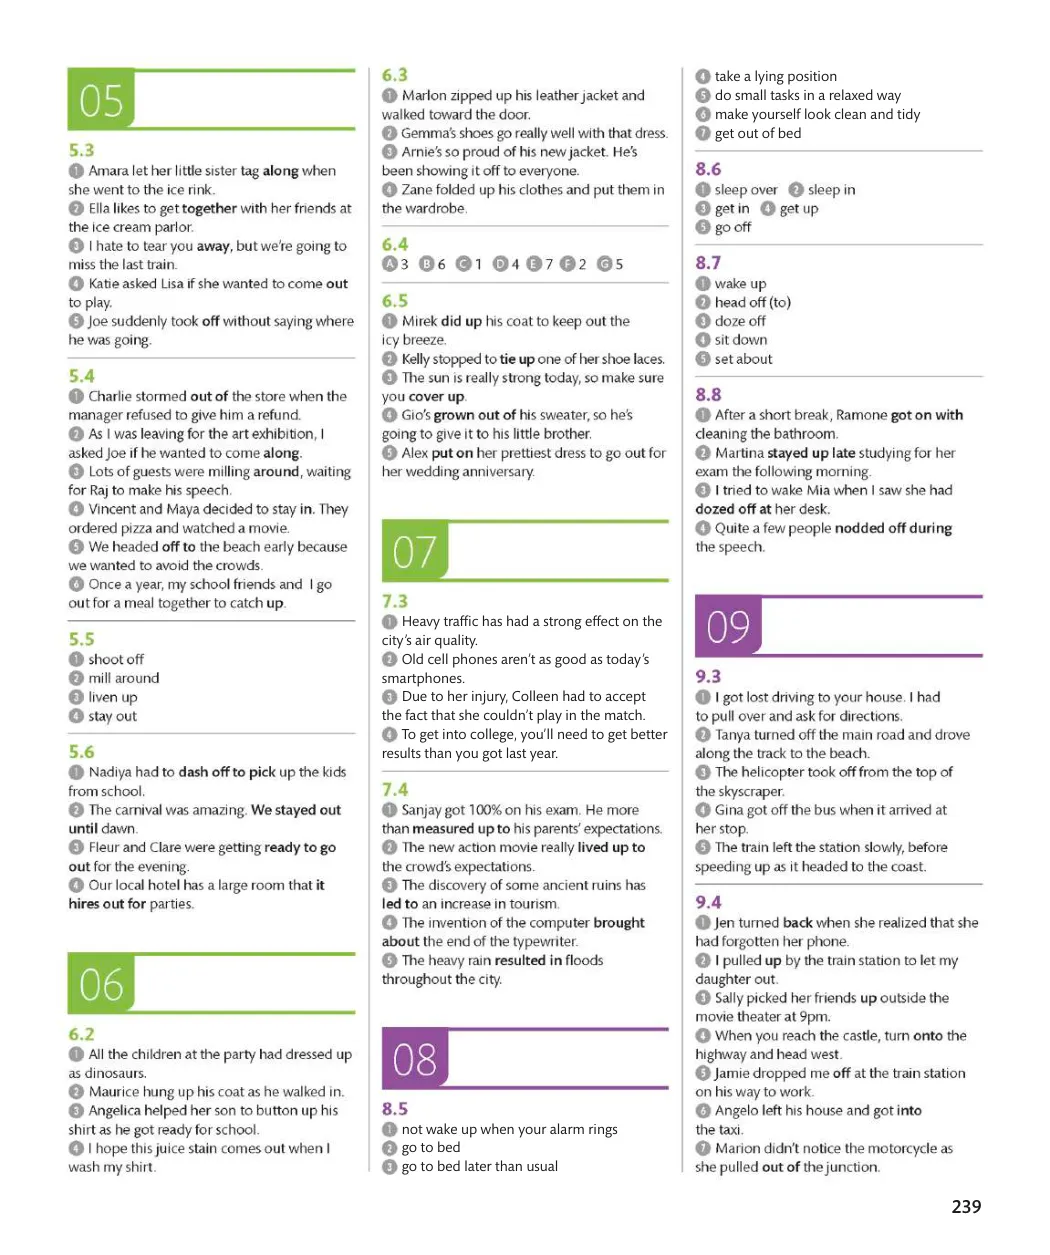 05
5.3
1 Amara let her little sister tag along when
she went to the ice rink.
2 Ella likes to get together with her friends at
the ice cream parlor.
3 I hate to tear you away, but we're going to
miss the last train.
4 Katie asked Lisa if she wanted to come out
to play.
5 Joe suddenly took off without saying where
he was going.
5.4
1 Charlie stormed out of the store when the
manager refused to give him a refund.
2 As I was leaving for the art exhibition, I
asked Joe if he wanted to come along.
3 Lots of guests were milling around, waiting
for Raj to make his speech.
4 Vincent and Maya decided to stay in. They
ordered pizza and watched a movie.
5 We headed off to the beach early because
we wanted to avoid the crowds.
6 Once a year, my school friends and I go
out for a meal together to catch up.
5.5
1 shoot off
2 mill around
3 liven up
4 stay out
5.6
1 Nadiya had to dash off to pick up the kids
from school.
2 The carnival was amazing. We stayed out
until dawn.
3 Fleur and Clare were getting ready to go
out for the evening.
4 Our local hotel has a large room that it
hires out for parties.
06
6.2
1 All the children at the party had dressed up
as dinosaurs.
2 Maurice hung up his coat as he walked in.
3 Angelica helped her son to button up his
shirt as he got ready for school.
4 I hope this juice stain comes out when I
wash my shirt.
6.3
1 Marlon zipped up his leather jacket and
walked toward the door.
2 Gemma's shoes go really well with that dress.
3 Arnie's so proud of his new jacket. He's
been showing it off to everyone.
4 Zane folded up his clothes and put them in
the wardrobe.
6.4
A 3 B 6 C 1 D 4 E 7 F 2 G 5
6.5
1 Mirek did up his coat to keep out the
icy breeze.
2 Kelly stopped to tie up one of her shoe laces.
3 The sun is really strong today, so make sure
you cover up.
4 Gio's grown out of his sweater, so he's
going to give it to his little brother.
5 Alex put on her prettiest dress to go out for
her wedding anniversary.
07
7.3
1 Heavy traffic has had a strong effect on the
city's air quality.
2 Old cell phones aren't as good as today's
smartphones.
3 Due to her injury, Colleen had to accept
the fact that she couldn't play in the match.
4 To get into college, you'll need to get better
results than you got last year.
7.4
1 Sanjay got 100% on his exam. He more
than measured up to his parents' expectations.
2 The new action movie really lived up to
the crowd's expectations.
3 The discovery of some ancient ruins has
led to an increase in tourism.
4 The invention of the computer brought
about the end of the typewriter.
5 The heavy rain resulted in floods
throughout the city.
08
8.5
1 not wake up when your alarm rings
2 go to bed
3 go to bed later than usual
4 take a lying position
5 do small tasks in a relaxed way
6 make yourself look clean and tidy
7 get out of bed
8.6
1 sleep over 2 sleep in
3 get in 4 get up
5 go off
8.7
1 wake up
2 head off (to)
3 doze off
4 sit down
5 set about
8.8
1 After a short break, Ramone got on with
cleaning the bathroom.
2 Martina stayed up late studying for her
exam the following morning.
3 I tried to wake Mia when I saw she had
dozed off at her desk.
4 Quite a few people nodded off during
the speech.
09
9.3
1 I got lost driving to your house. I had
to pull over and ask for directions.
2 Tanya turned off the main road and drove
along the track to the beach.
3 The helicopter took off from the top of
the skyscraper.
4 Gina got off the bus when it arrived at
her stop.
5 The train left the station slowly, before
speeding up as it headed to the coast.
9.4
1 Jen turned back when she realized that she
had forgotten her phone.
2 I pulled up by the train station to let my
daughter out.
3 Sally picked her friends up outside the
movie theater at 9pm.
4 When you reach the castle, turn onto the
highway and head west.
5 Jamie dropped me off at the train station
on his way to work.
6 Angelo left his house and got into
the taxi.
7 Marion didn't notice the motorcycle as
she pulled out of the junction.
239